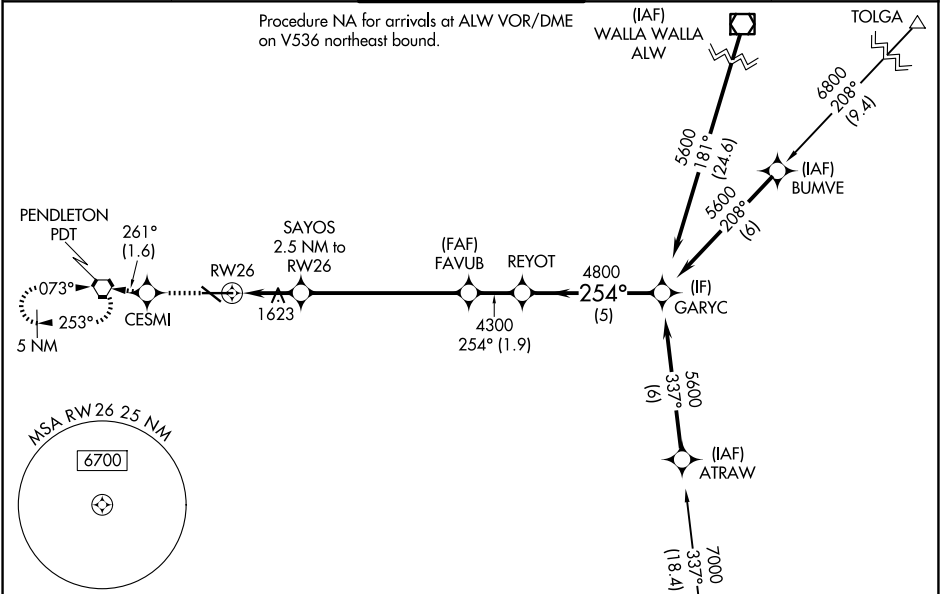 Procedure NA for arrivals at ALW VOR/DME
on V536 northeast bound.
(IAF)
WALLA WALLA
ALW
TOLGA
6800
208°
(9.4)
5600
181°
(24.6)
(IAF)
BUMVE
5600
208°
(6)
PENDLETON
PDT
261°
(1.6)
RW26
SAYOS
2.5 NM to
RW26
(FAF)
FAVUB
REYOT
4800
254°
(5)
(IF)
GARYC
073°
253°
5 NM
CESMI
1623
4300
254° (1.9)
5600
337°
(6)
(IAF)
ATRAW
7000
337°
(18.4)
MSA RW 26 25 NM
6700